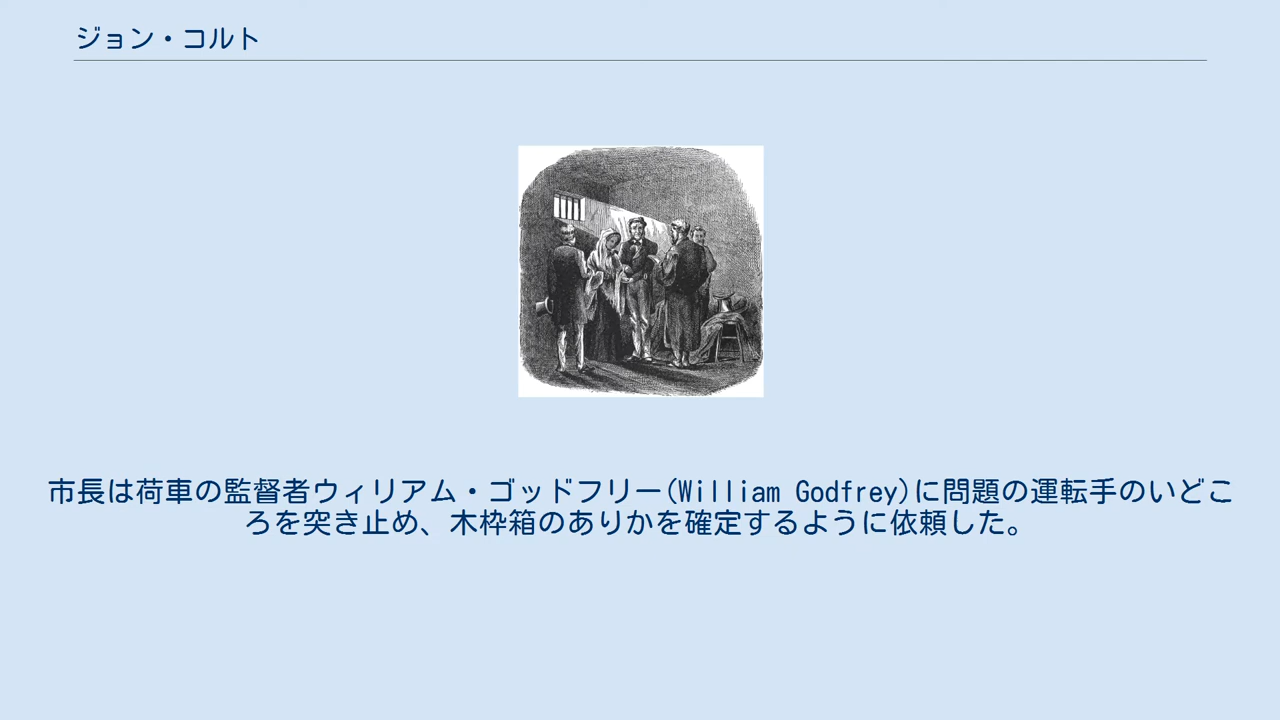 ジョン・コルト
市長は荷車の監督者ウィリアム・ゴッドフリー(William Godfrey)に問題の運転手のいどこ
ろを突き止め、木枠箱のありかを確定するように依頼した。